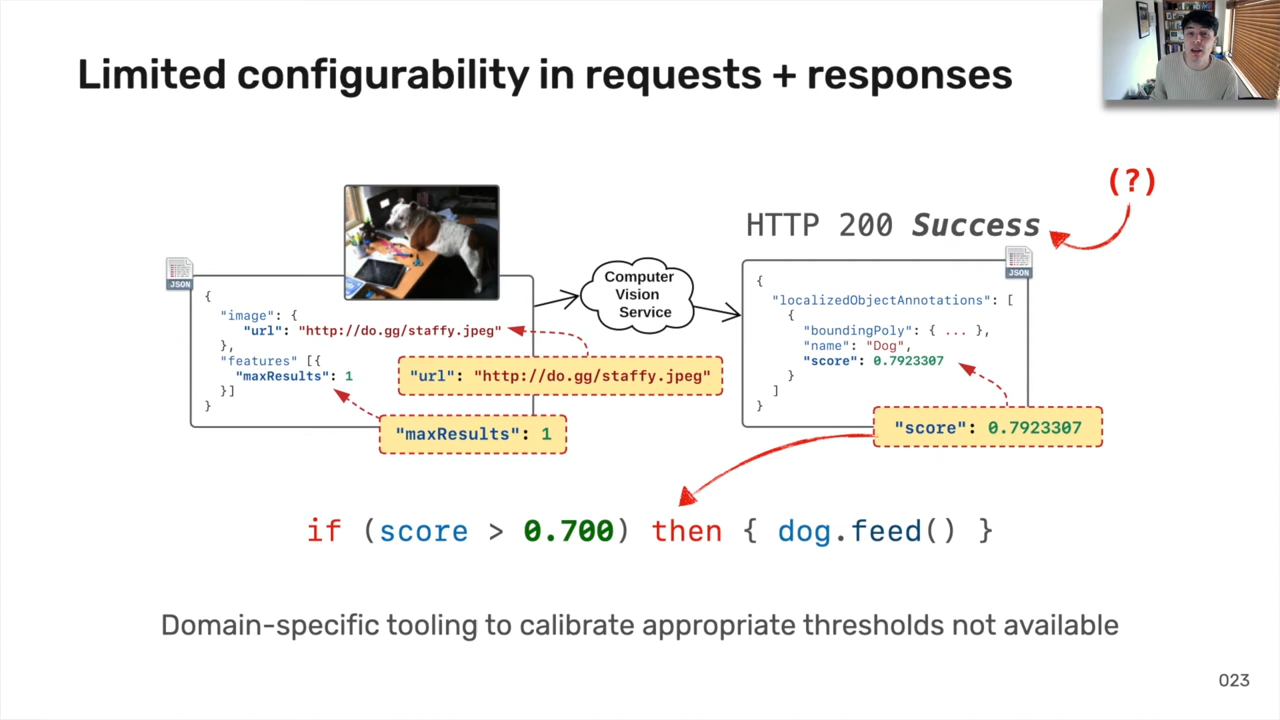 Limited configurability in requests + responses
(?)
HTTP 200 Success
JSON
{
"image": {
"url": "http://do.gg/staffy.jpeg"
},
"features" [{
"maxResults": 1
}]
}
"url": "http://do.gg/staffy.jpeg"
"maxResults": 1
Computer
Vision
Service
JSON
{
"localizedObjectAnnotations": [
{
"boundingPoly": { ... },
"name": "Dog",
"score": 0.7923307
}
]
}
"score": 0.7923307
if (score > 0.700) then { dog.feed() }
Domain-specific tooling to calibrate appropriate thresholds not available
023